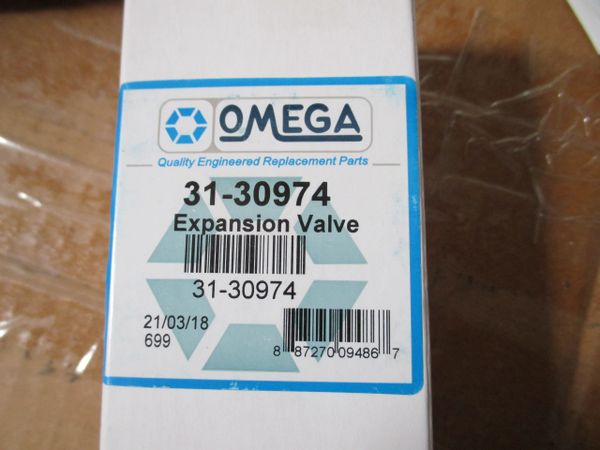 OMEGA
Quality Engineered Replacement Parts
31-30974
Expansion Valve
31-30974
21/03/18
699
8 87270 09486 7